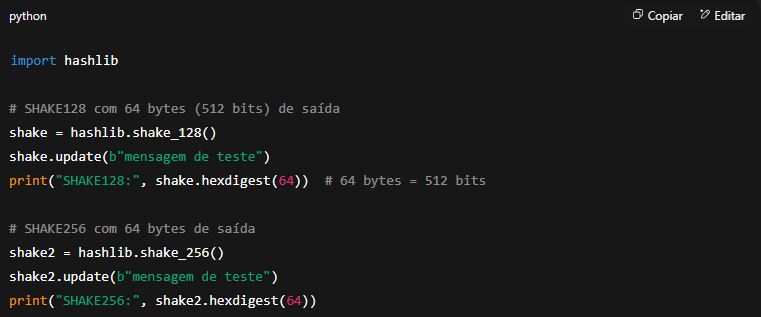 python
Copiar
Editar
import hashlib
# SHAKE128 com 64 bytes (512 bits) de saída
shake = hashlib.shake_128()
shake.update(b"mensagem de teste")
print("SHAKE128:", shake.hexdigest(64))  # 64 bytes = 512 bits
# SHAKE256 com 64 bytes de saída
shake2 = hashlib.shake_256()
shake2.update(b"mensagem de teste")
print("SHAKE256:", shake2.hexdigest(64))